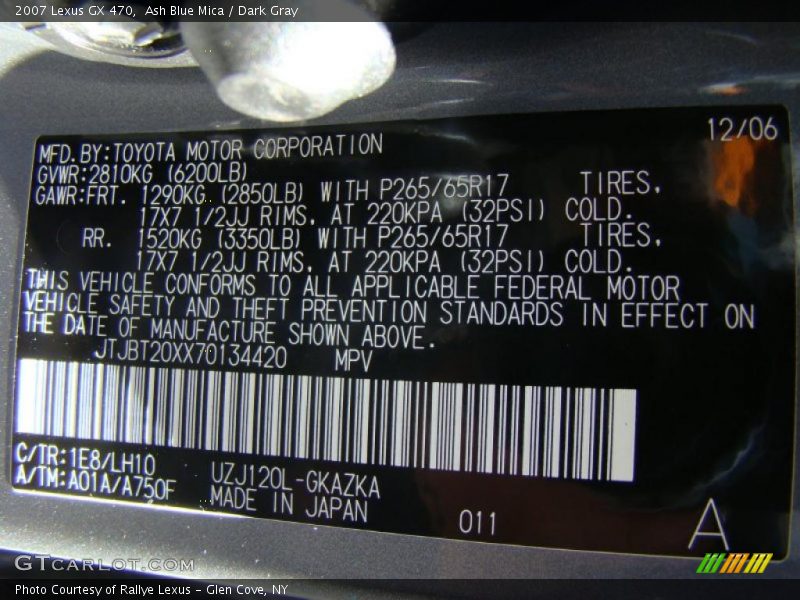 2007 Lexus GX 470,  Ash Blue Mica / Dark Gray
12/06
MFD. BY:TOYOTA MOTOR CORPORATION
GVWR:2810KG (6200LB)
GAWR:FRT. 1290KG (2850LB) WITH P265/65R17 TIRES,
17X7 1/2JJ RIMS, AT 220KPA (32PSI) COLD.
RR. 1520KG (3350LB) WITH P265/65R17 TIRES,
17X7 1/2JJ RIMS, AT 220KPA (32PSI) COLD.
THIS VEHICLE CONFORMS TO ALL APPLICABLE FEDERAL MOTOR
VEHICLE SAFETY AND THEFT PREVENTION STANDARDS IN EFFECT ON
THE DATE OF MANUFACTURE SHOWN ABOVE.
JTJBT20XX70134420 MPV
C/TR:1E8/LH10 UZJ120L-GKAZKA
A/TM:A01A/A750F MADE IN JAPAN
011 A
GTCARLOT.COM
Photo Courtesy of Rallye Lexus - Glen Cove, NY